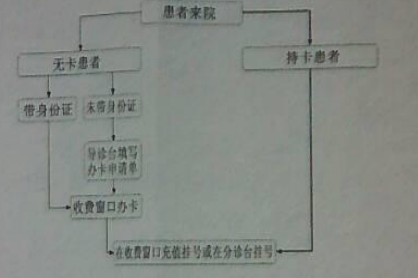 患者来院
无卡患者
持卡患者
带身份证
未带身份证
导诊台填写
办卡申请单
收费窗口办卡
在收费窗口充值挂号或在分诊台挂号